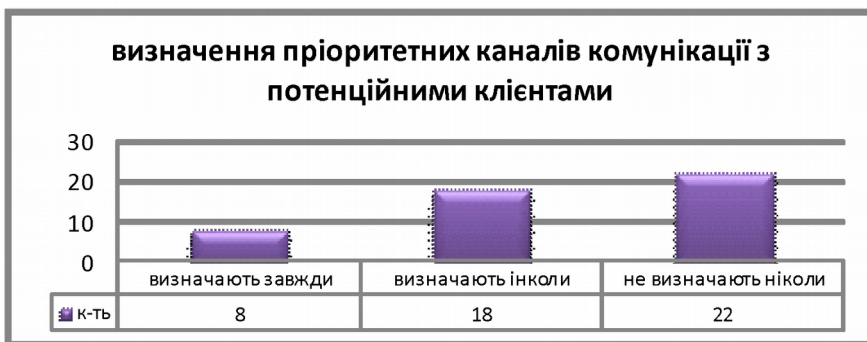 визначення пріоритетних каналів комунікації з
потенційними клієнтами
30
20
10
0
визначають завжди визначають інколи не визначають ніколи
к-ть 8 18 22